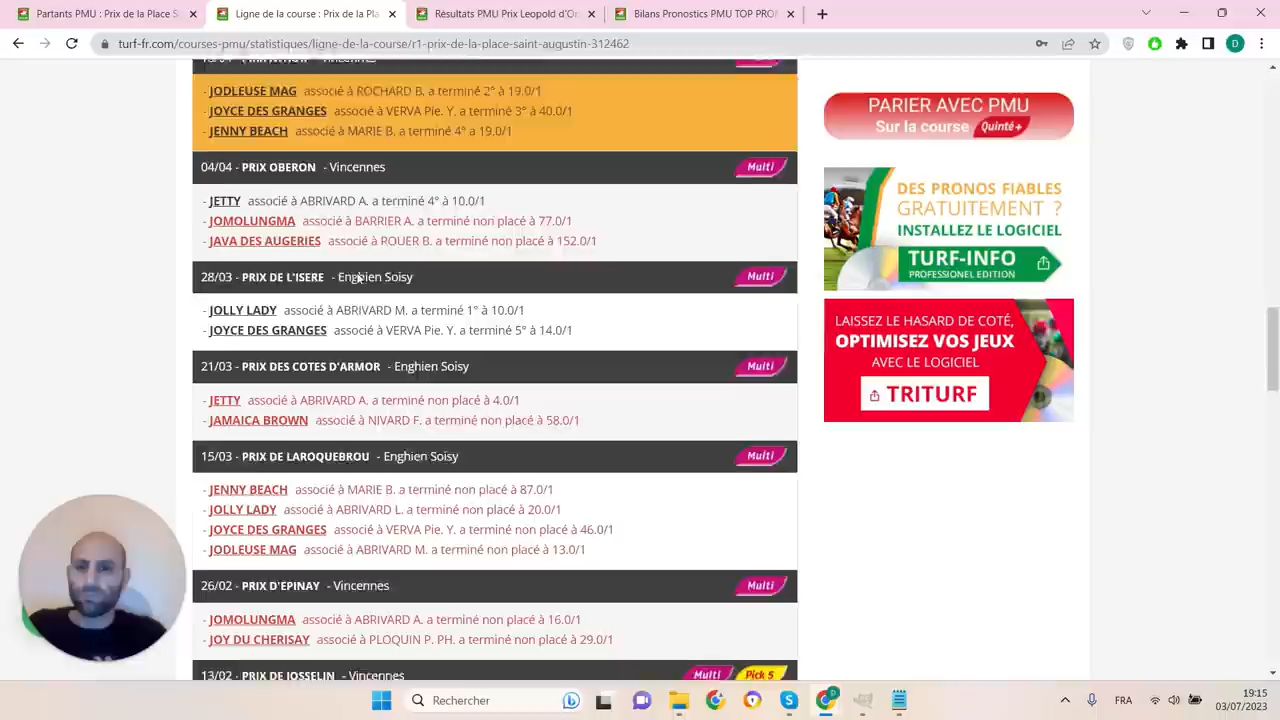 Partants PMU du Quinté du
Ligne de jeu - Prix de la Pla
Résultats PMU Prix Leopold d'Or
Bilans Pronostics PMU TOP PRO
turf-fr.com/courses-pmu/statistiques/galerie/r1-prix-de-la-place-saint-augustin-312462
- JODLEUSE MAG associé à ROCHARD B. a terminé 2° à 19.0/1
- JOYCE DES GRANGES associé à VERVA Pie. Y. a terminé 3° à 40.0/1
- JENNY BEACH associé à MARIE B. a terminé 4° à 19.0/1
04/04 - PRIX OBERON - Vincennes Multi
- JETTY associé à ABRIVARD A. a terminé 4° à 10.0/1
- JOMOLUNGMA associé à BARRIER A. a terminé non placé à 77.0/1
- JAVA DES AUGERIES associé à ROUER B. a terminé non placé à 152.0/1
28/03 - PRIX DE L'ISERE - Enghien Soisy Multi
- JOLLY LADY associé à ABRIVARD M. a terminé 1° à 10.0/1
- JOYCE DES GRANGES associé à VERVA Pie. Y. a terminé 5° à 14.0/1
21/03 - PRIX DES COTES D'ARMOR - Enghien Soisy Multi
- JETTY associé à ABRIVARD A. a terminé non placé à 4.0/1
- JAMAICA BROWN associé à NIVARD F. a terminé non placé à 58.0/1
15/03 - PRIX DE LAROQUEBROU - Enghien Soisy Multi
- JENNY BEACH associé à MARIE B. a terminé non placé à 87.0/1
- JOLLY LADY associé à ABRIVARD L. a terminé non placé à 20.0/1
- JOYCE DES GRANGES associé à VERVA Pie. Y. a terminé non placé à 46.0/1
- JODLEUSE MAG associé à ABRIVARD M. a terminé non placé à 13.0/1
26/02 - PRIX D'EPINAY - Vincennes Multi
- JOMOLUNGMA associé à ABRIVARD A. a terminé non placé à 16.0/1
- JOY DU CHERISAY associé à PLOQUIN P. PH. a terminé non placé à 29.0/1
13/02 - PRIX DE JOSSELIN - Vincennes Multi Pick 5
PARIER AVEC PMU
Sur la course Quinté+
DES PRONOS FIABLES
GRATUITEMENT ?
INSTALLEZ LE LOGICIEL
TURF-INFO
PROFESSIONEL EDITION
LAISSEZ LE HASARD DE COTÉ,
OPTIMISEZ VOS JEUX
AVEC LE LOGICIEL
TRITURF
Rechercher
FRA
19:15
03/07/2023